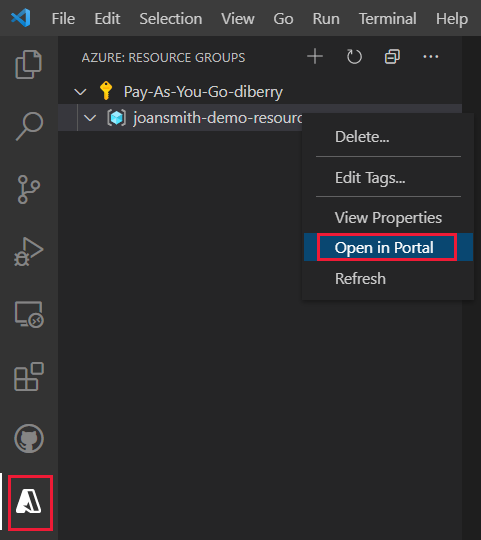 File Edit Selection View Go Run Terminal Help
AZURE: RESOURCE GROUPS
Pay-As-You-Go-diberry
joansmith-demo-resourc
Delete...
Edit Tags...
View Properties
Open in Portal
Refresh